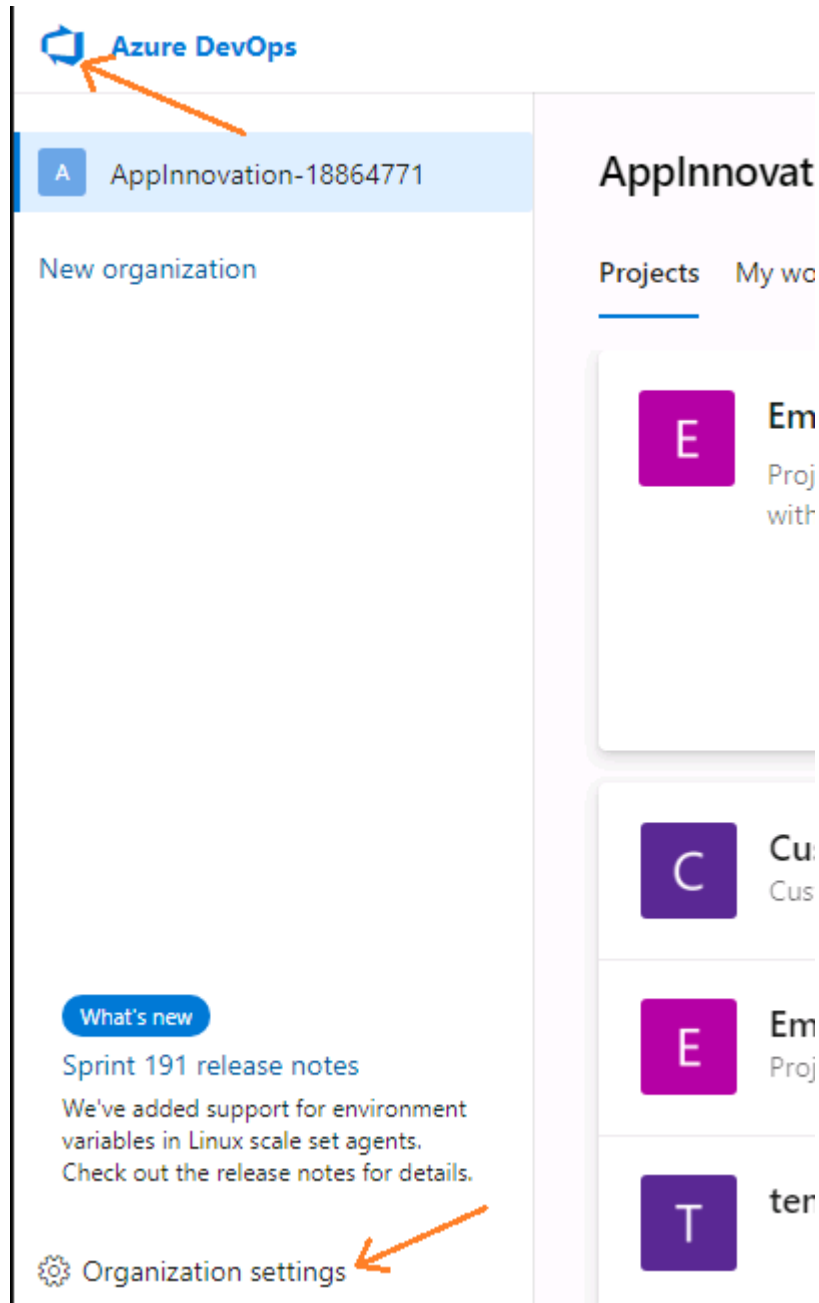 Azure DevOps
A AppInnovation-18864771
New organization
What's new
Sprint 191 release notes
We've added support for environment
variables in Linux scale set agents.
Check out the release notes for details.
Organization settings
AppInnovat
Projects My wo
E Em
Proj
with
C Cus
Cus
E Em
Proj
T ten